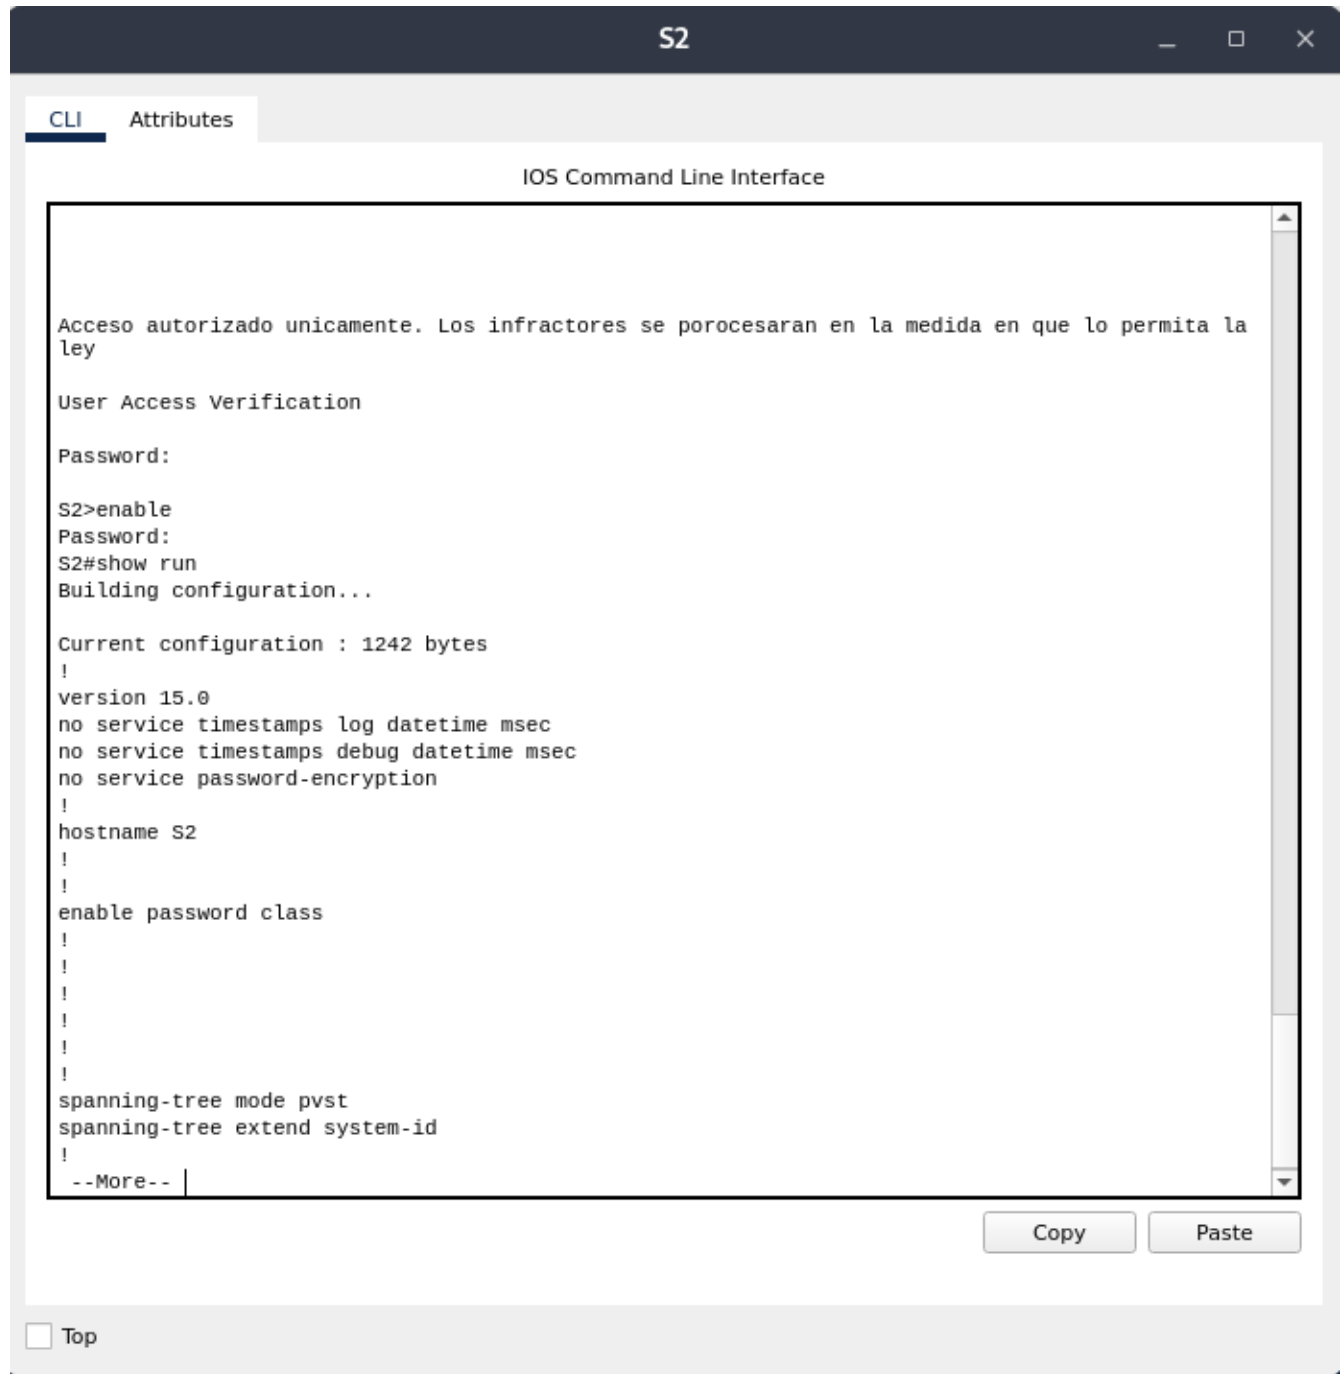 S2
CLI Attributes
IOS Command Line Interface
Acceso autorizado unicamente. Los infractores se porocesaran en la medida en que lo permita la
ley
User Access Verification
Password:
S2>enable
Password:
S2#show run
Building configuration...
Current configuration : 1242 bytes
!
version 15.0
no service timestamps log datetime msec
no service timestamps debug datetime msec
no service password-encryption
!
hostname S2
!
!
enable password class
!
!
!
!
!
!
spanning-tree mode pvst
spanning-tree extend system-id
!
--More--
Copy Paste
Top